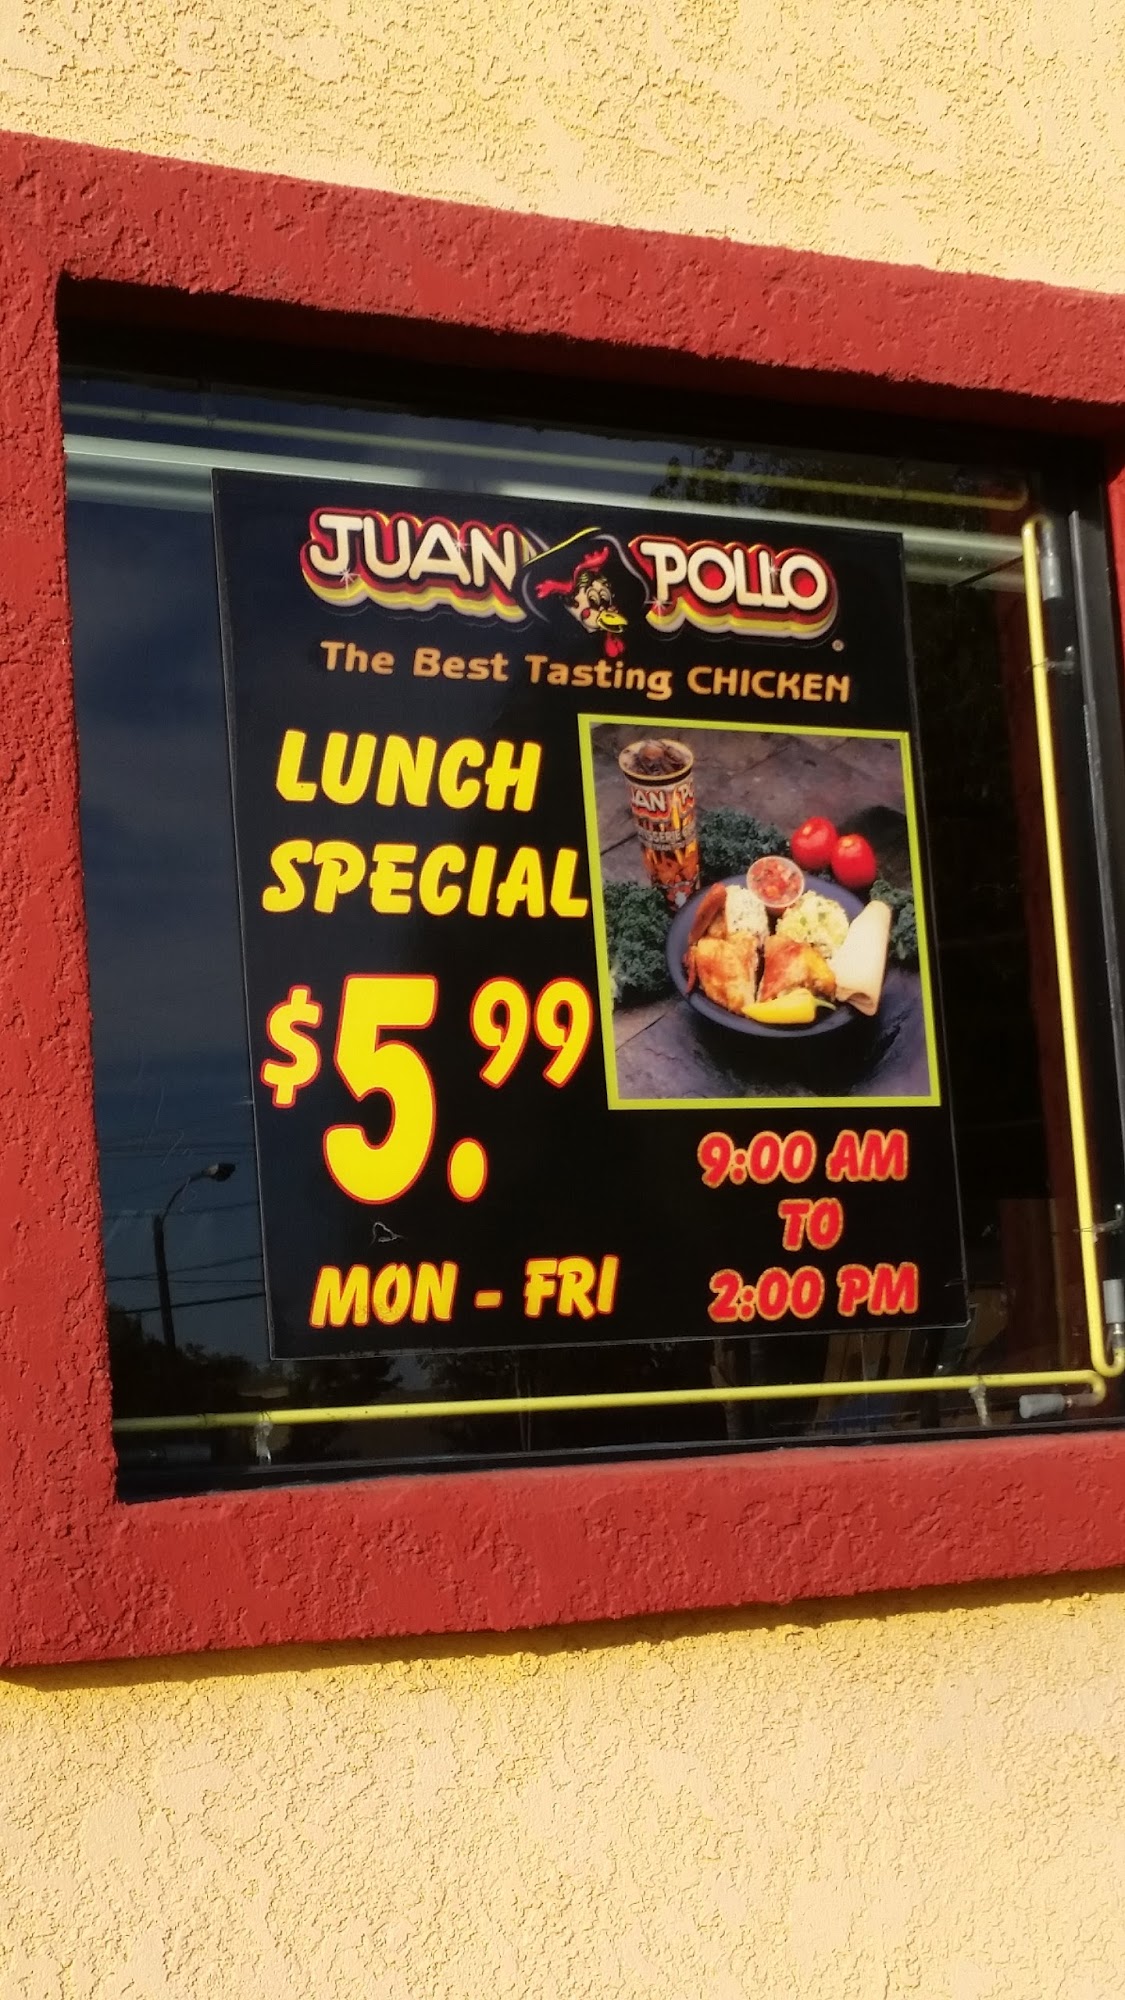 JUAN POLLO
The Best Tasting CHICKEN
LUNCH
SPECIAL
$5.99
MON - FRI
9:00 AM
TO
2:00 PM